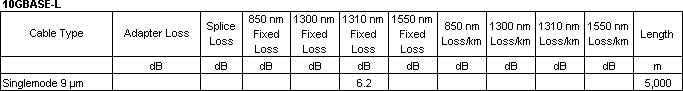 10GBASE-L
Cable Type Adapter Loss Splice Loss 850 nm Fixed Loss 1300 nm Fixed Loss 1310 nm Fixed Loss 1550 nm Fixed Loss 850 nm Loss/km 1300 nm Loss/km 1310 nm Loss/km 1550 nm Loss/km Length
dB dB dB dB dB dB dB dB dB dB m
Singlemode 9 µm 6.2 5,000